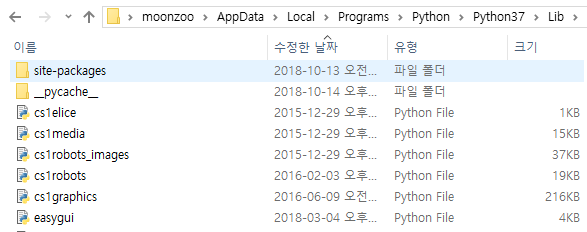 moonzoo > AppData > Local > Programs > Python > Python37 > Lib >
이름 수정한 날짜 유형 크기
site-packages 2018-10-13 오전... 파일 폴더
__pycache__ 2018-10-14 오후... 파일 폴더
cs1elice 2015-12-29 오후... Python File 1KB
cs1media 2015-12-29 오후... Python File 15KB
cs1robots_images 2015-12-29 오후... Python File 37KB
cs1robots 2016-02-03 오후... Python File 19KB
cs1graphics 2016-06-09 오전... Python File 216KB
easygui 2018-03-04 오후... Python File 4KB